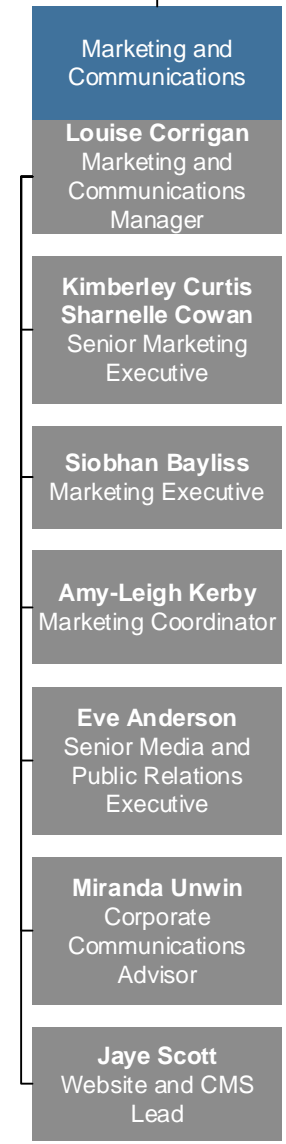 Marketing and
Communications
Louise Corrigan
Marketing and
Communications
Manager
Kimberley Curtis
Sharnelle Cowan
Senior Marketing
Executive
Siobhan Bayliss
Marketing Executive
Amy-Leigh Kerby
Marketing Coordinator
Eve Anderson
Senior Media and
Public Relations
Executive
Miranda Unwin
Corporate
Communications
Advisor
Jaye Scott
Website and CMS
Lead